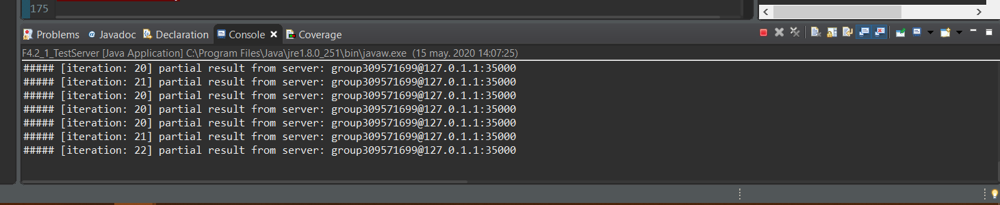 175
Problems @ Javadoc Declaration Console Coverage
F4.2_1_TestServer [Java Application] C:\Program Files\Java\jre1.8.0_251\bin\javaw.exe (15 may. 2020 14:07:25)
##### [iteration: 20] partial result from server: group309571699@127.0.1.1:35000
##### [iteration: 21] partial result from server: group309571699@127.0.1.1:35000
##### [iteration: 20] partial result from server: group309571699@127.0.1.1:35000
##### [iteration: 20] partial result from server: group309571699@127.0.1.1:35000
##### [iteration: 20] partial result from server: group309571699@127.0.1.1:35000
##### [iteration: 21] partial result from server: group309571699@127.0.1.1:35000
##### [iteration: 22] partial result from server: group309571699@127.0.1.1:35000